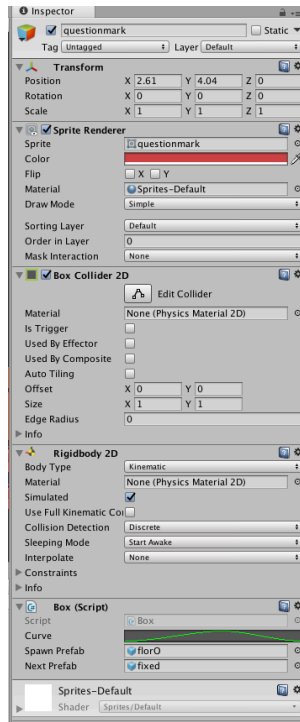 Inspector
questionmark Static
Tag Untagged Layer Default
Transform
Position X 2.61 Y 4.04 Z 0
Rotation X 0 Y 0 Z 0
Scale X 1 Y 1 Z 1
Sprite Renderer
Sprite questionmark
Color
Flip X Y
Material Sprites-Default
Draw Mode Simple
Sorting Layer Default
Order in Layer 0
Mask Interaction None
Box Collider 2D
Edit Collider
Material None (Physics Material 2D)
Is Trigger
Used By Effector
Used By Composite
Auto Tiling
Offset X 0 Y 0
Size X 1 Y 1
Edge Radius 0
Info
Rigidbody 2D
Body Type Kinematic
Material None (Physics Material 2D)
Simulated
Use Full Kinematic Co
Collision Detection Discrete
Sleeping Mode Start Awake
Interpolate None
Constraints
Info
Box (Script)
Script Box
Curve
Spawn Prefab florO
Next Prefab fixed
Sprites-Default
Shader Sprites/Default